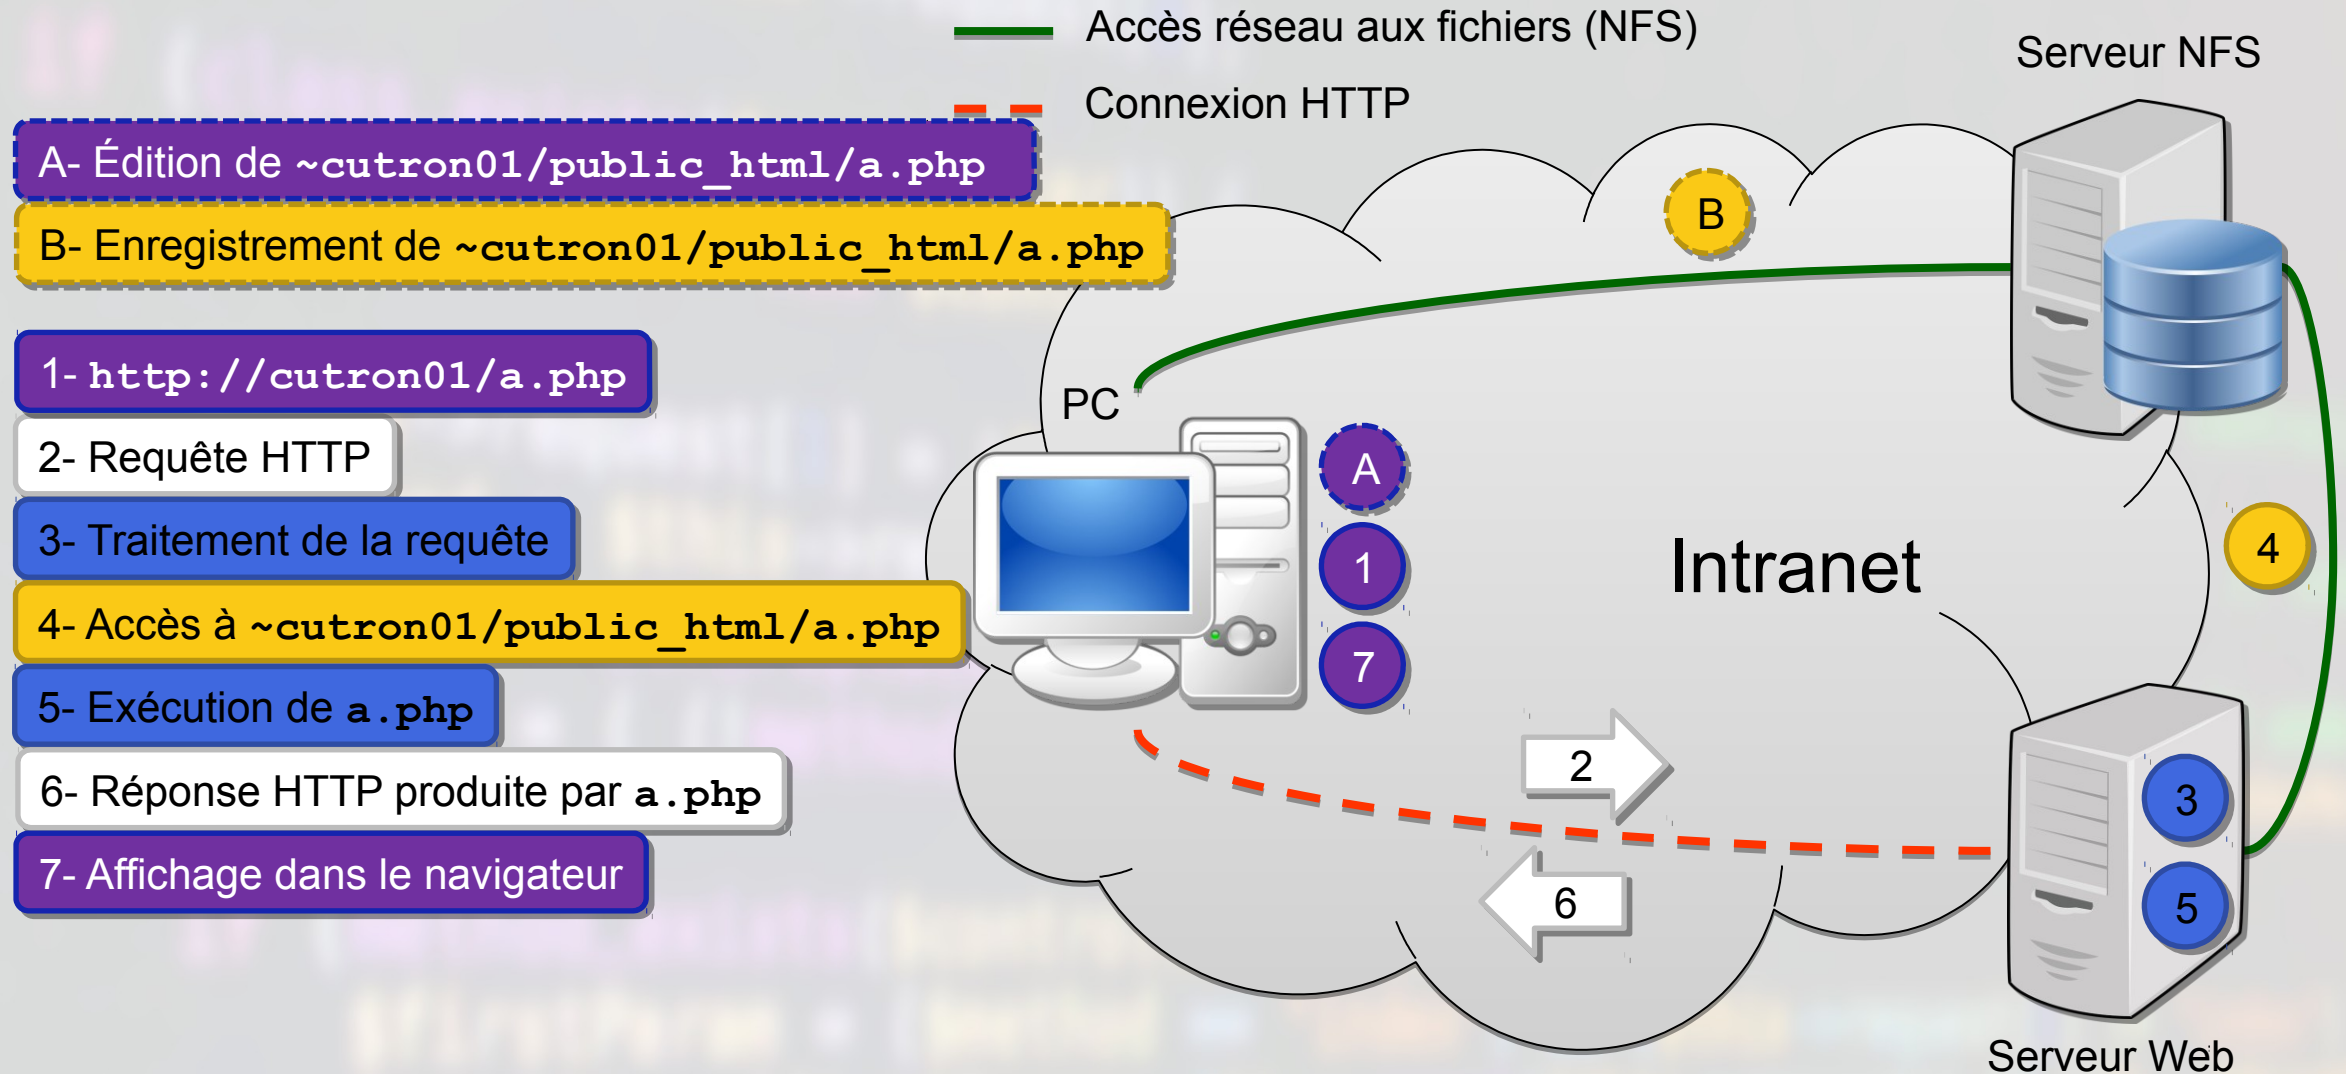 Accès réseau aux fichiers (NFS)
Connexion HTTP
Serveur NFS
A- Édition de ~cutron01/public_html/a.php
B- Enregistrement de ~cutron01/public_html/a.php
1- http://cutron01/a.php
2- Requête HTTP
3- Traitement de la requête
4- Accès à ~cutron01/public_html/a.php
5- Exécution de a.php
6- Réponse HTTP produite par a.php
7- Affichage dans le navigateur
B
PC
A
1
7
Intranet
4
2
6
3
5
Serveur Web